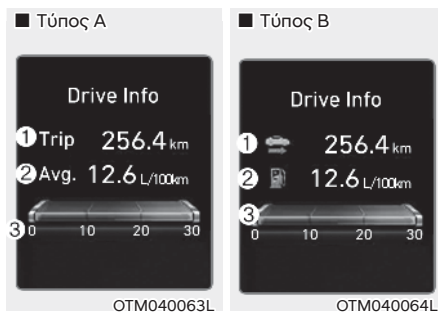 ■ Τύπος A
Drive Info
① Trip 256.4 km
② Avg. 12.6 L/100km
③ 0 10 20 30
OTM040063L
■ Τύπος B
Drive Info
① 256.4 km
② 12.6 L/100km
③
0 10 20 30
OTM040064L